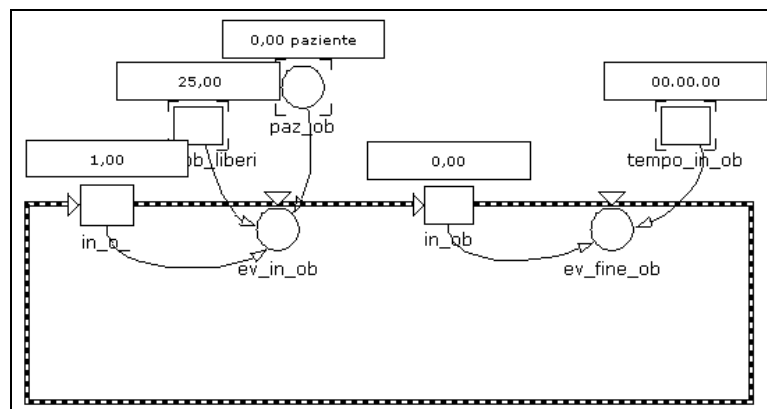 0,00 paziente
25,00
00.00.00
paz_ob
ob_liberi
tempo_in_ob
1,00
0,00
in_o_
in_ob
ev_in_ob
ev_fine_ob